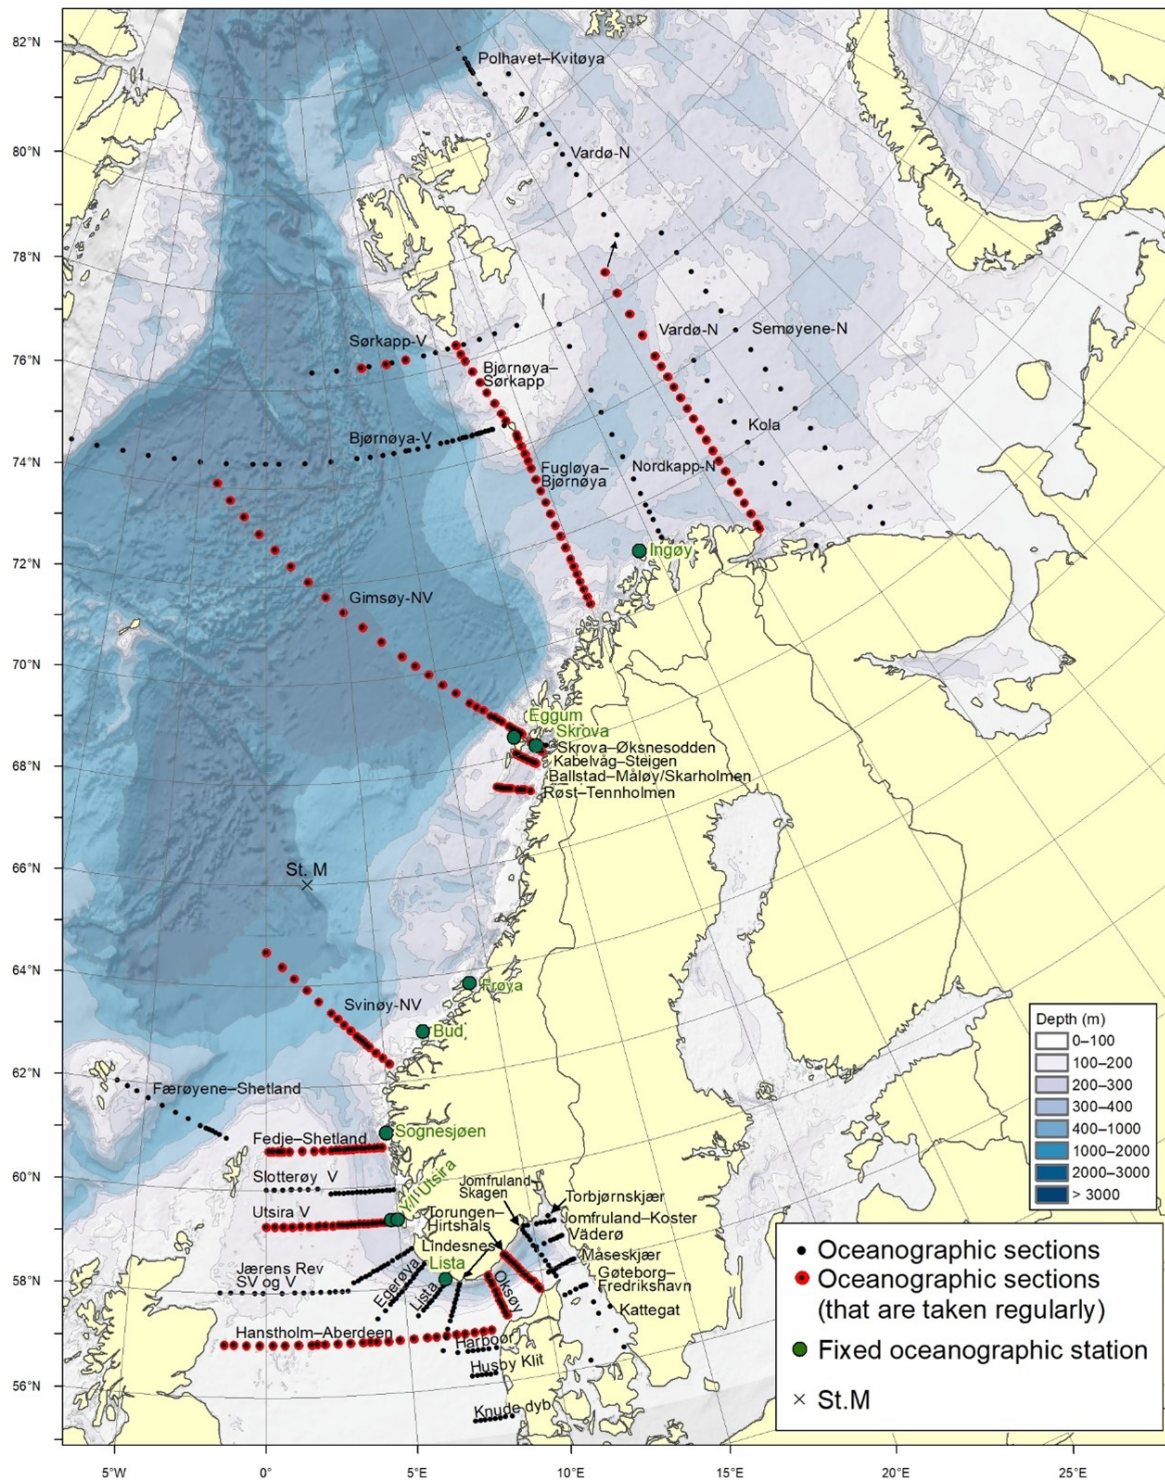 82°N
Polhavet–Kvitøya
80°N
Vardø-N
78°N
Sørkapp-V
Vardø-N
Semøyene-N
76°N
Bjørnøya–
Sørkapp
Bjørnøya-V
Kola
74°N
Fugløya–
Bjørnøya
Nordkapp-N
72°N
Ingøy
Gimsøy-NV
70°N
Eggum
Skrova
Skrova–Øksnesodden
Kabelvåg–Steigen
68°N
Ballstad–Måløy/Skarholmen
Røst–Tennholmen
66°N
St. M
64°N
Frøya
Svinøy-NV
Bud
62°N
Færøyene–Shetland
Fedje–Shetland
Sognesjøen
60°N
Slotterøy V
Utsira V
Y/I Utsira
Jomfruland–
Skagen
Torbjørnskjær
Torungen–
Hirtshals
Jomfruland–Koster
Väderø
Lindesnes
Måseskjær
58°N
Jærens Rev
SV og V
Egerøya
Lista
Lista
Oksøy
Göteborg–
Fredrikshavn
Kattegat
Hanstholm–Aberdeen
Harboør
56°N
Husby Klit
Knude dyb
Depth (m)
0–100
100–200
200–300
300–400
400–1000
1000–2000
2000–3000
> 3000
Oceanographic sections
Oceanographic sections
(that are taken regularly)
Fixed oceanographic station
St.M
5°W
0°
5°E
10°E
15°E
20°E
25°E